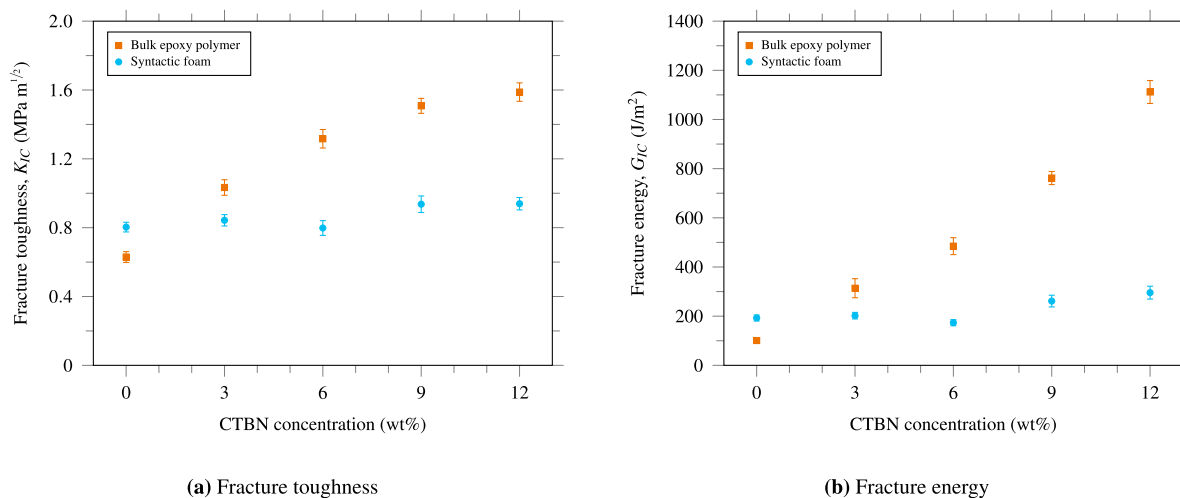 2.0
1.6
1.2
0.8
0.4
0
Fracture toughness, K_IC (MPa m^1/2)
Bulk epoxy polymer
Syntactic foam
0 3 6 9 12
CTBN concentration (wt%)
(a) Fracture toughness
1400
1200
1000
800
600
400
200
0
Fracture energy, G_IC (J/m²)
Bulk epoxy polymer
Syntactic foam
0 3 6 9 12
CTBN concentration (wt%)
(b) Fracture energy